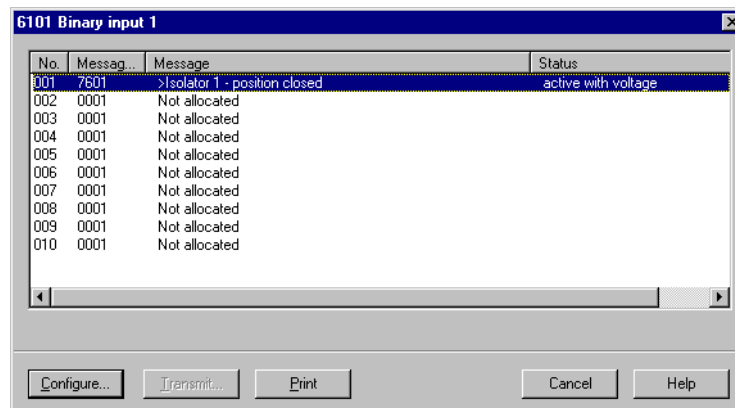 6101 Binary input 1
No. Messag... Message Status
001 7601 >Isolator 1 - position closed active with voltage
002 0001 Not allocated
003 0001 Not allocated
004 0001 Not allocated
005 0001 Not allocated
006 0001 Not allocated
007 0001 Not allocated
008 0001 Not allocated
009 0001 Not allocated
010 0001 Not allocated
Configure... Transmit... Print Cancel Help